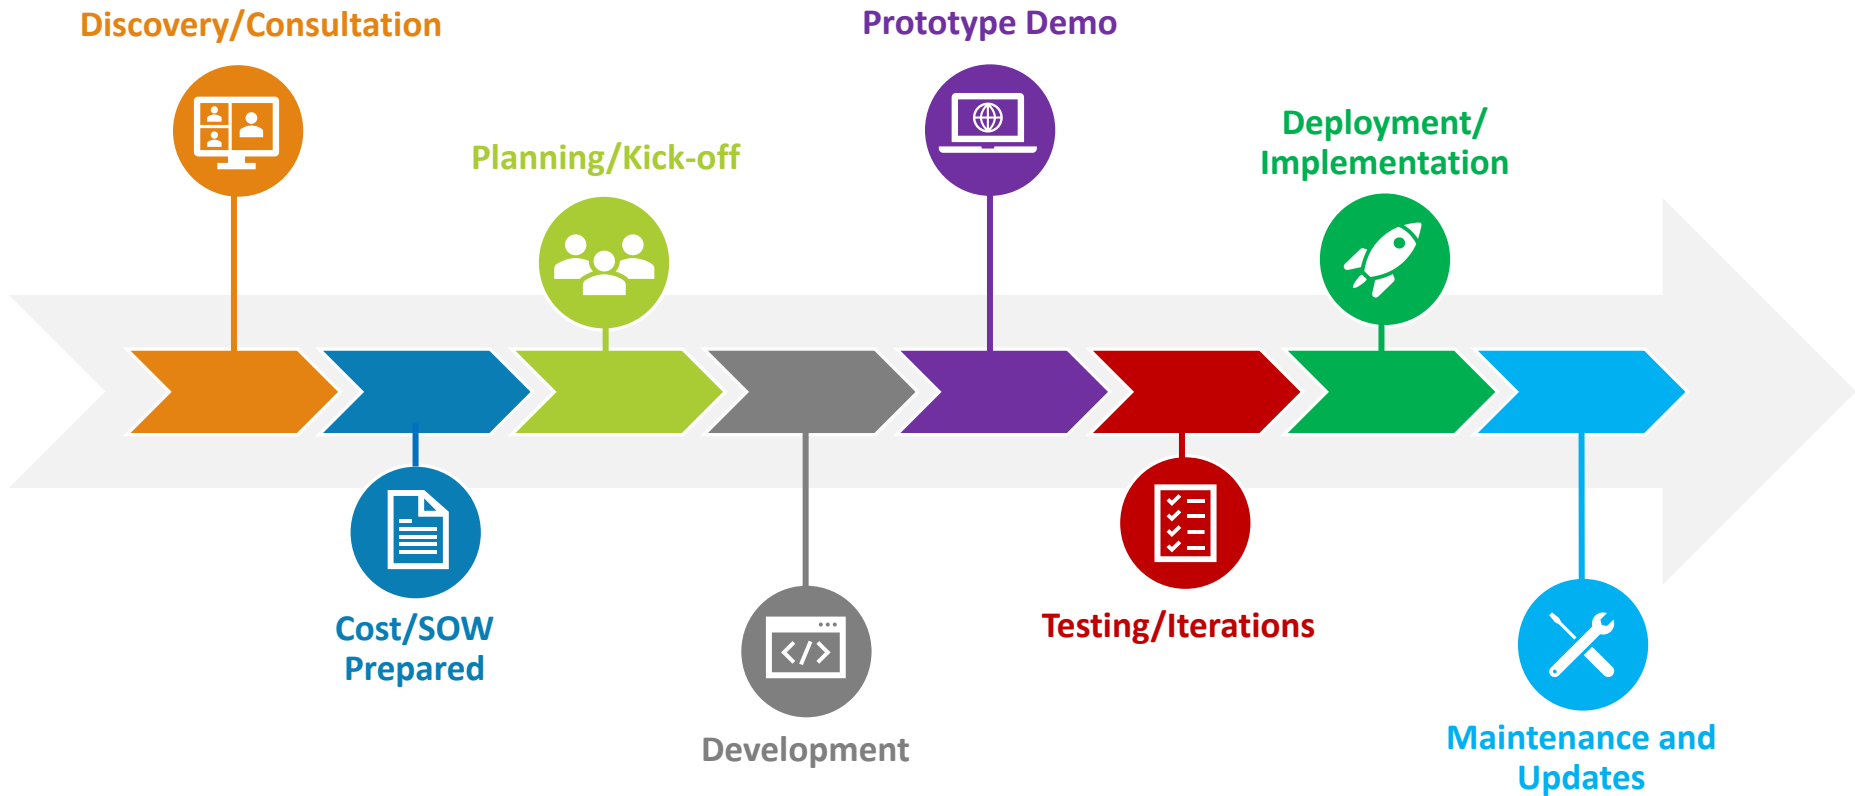 Discovery/Consultation
Cost/SOW
Prepared
Planning/Kick-off
Development
Prototype Demo
Testing/Iterations
Deployment/
Implementation
Maintenance and
Updates